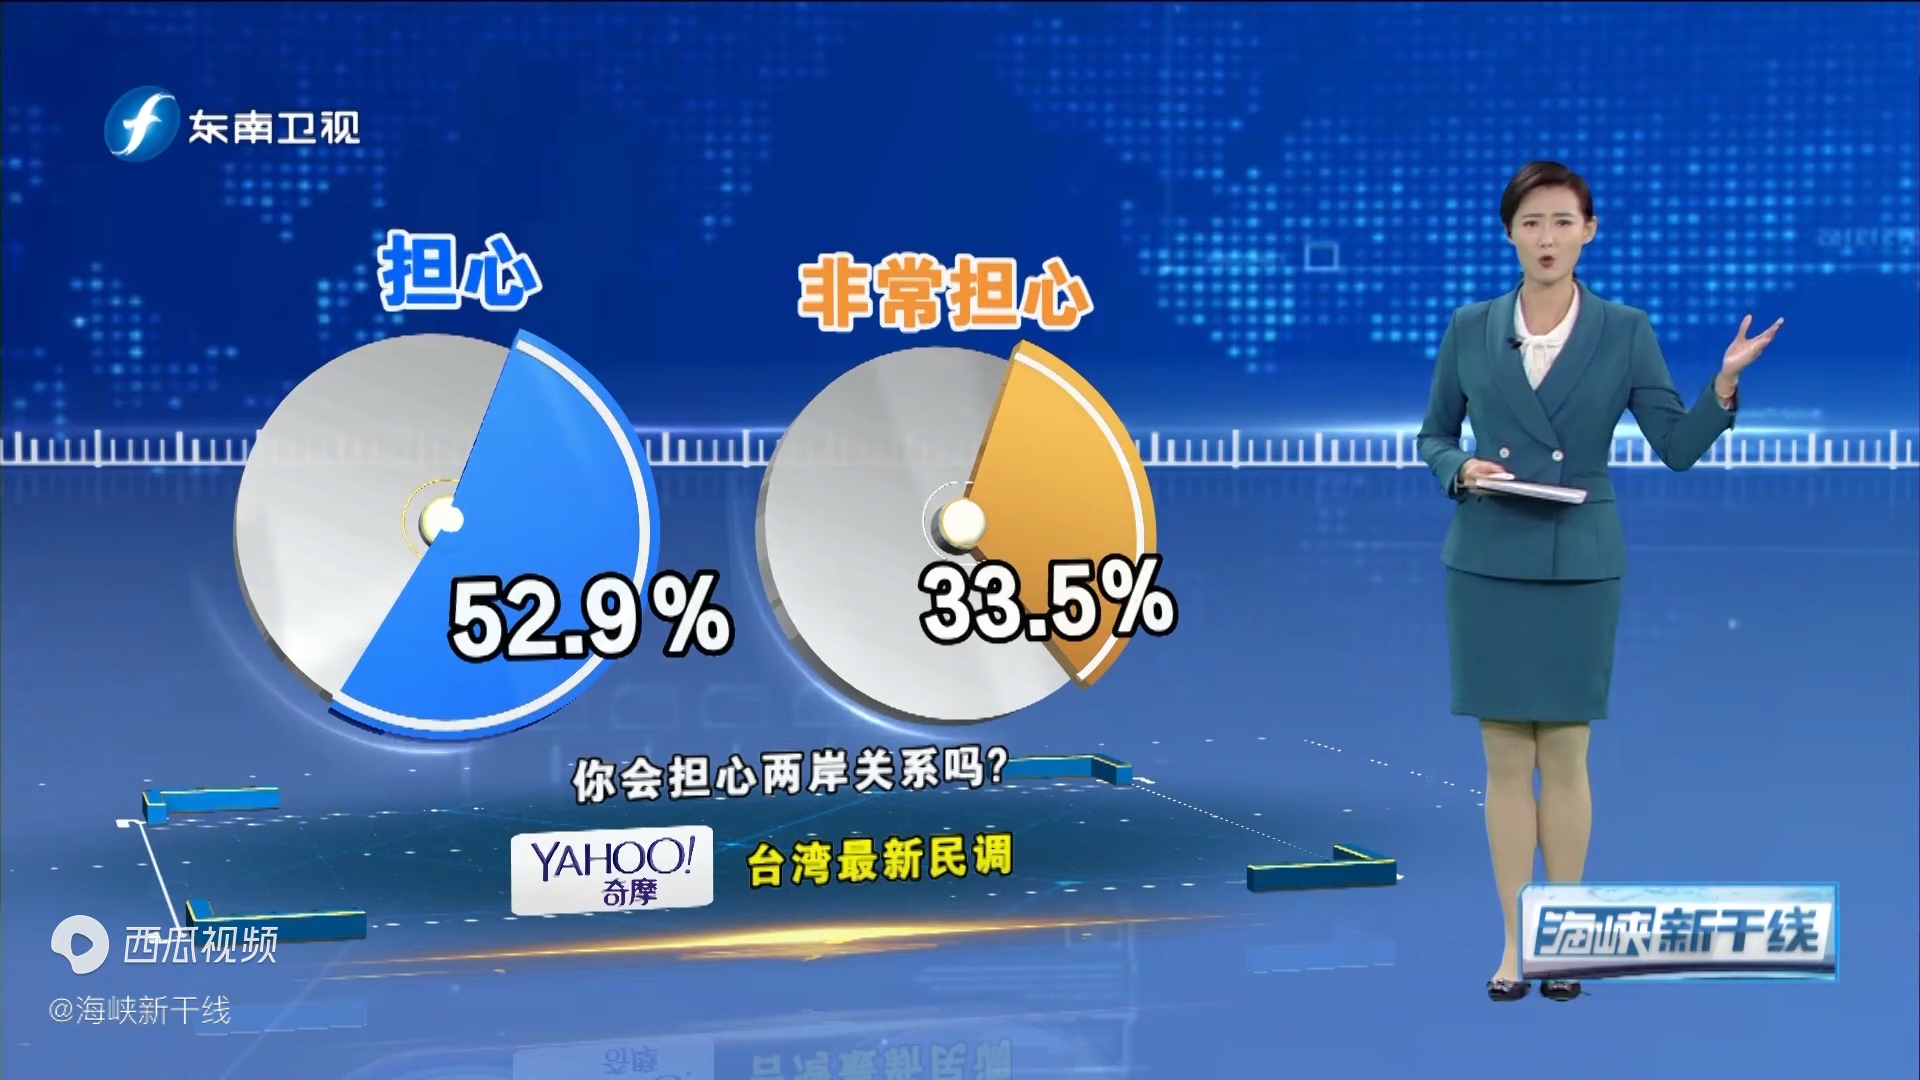 东南卫视
担心
非常担心
52.9%
33.5%
你会担心两岸关系吗?
YAHOO!
奇摩
台湾最新民调
海峡新干线
西瓜视频
@海峡新干线